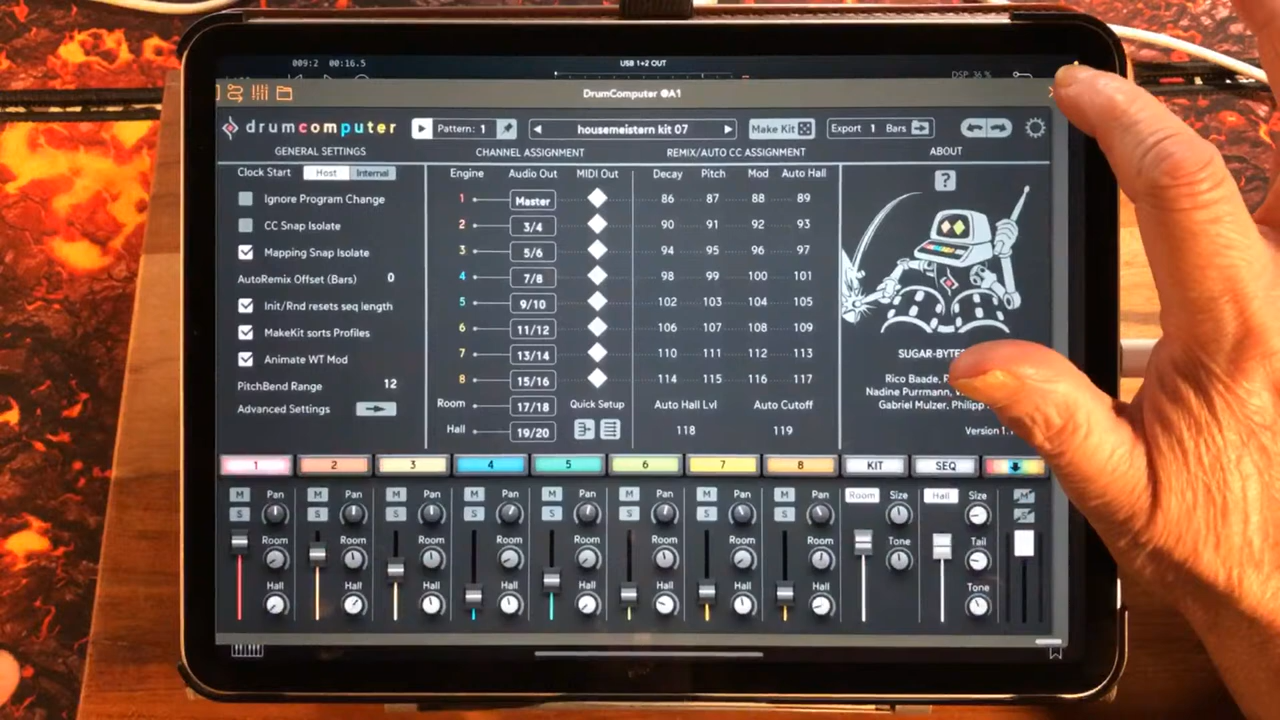 009:2 00:16.5 USB 1+2 OUT DSP 36 %
DrumComputer @A1
drumcomputer Pattern: 1 housemeistern kit 07 Make Kit Export 1 Bars
GENERAL SETTINGS CHANNEL ASSIGNMENT REMIX/AUTO CC ASSIGNMENT ABOUT
Clock Start Host Internal Engine Audio Out MIDI Out Decay Pitch Mod Auto Hall ?
Ignore Program Change 1 Master 86 87 88 89
CC Snap Isolate 2 3/4 90 91 92 93
Mapping Snap Isolate 3 5/6 94 95 96 97
AutoRemix Offset (Bars) 0 4 7/8 98 99 100 101
Init/Rnd resets seq length 5 9/10 102 103 104 105
MakeKit sorts Profiles 6 11/12 106 107 108 109
Animate WT Mod 7 13/14 110 111 112 113 SUGAR-BYTES
PitchBend Range 12 8 15/16 114 115 116 117 Rico Baade,
Nadine Purrmann,
Advanced Settings Room 17/18 Quick Setup Auto Hall Lvl Auto Cutoff Gabriel Mulzer, Philipp
Hall 19/20 118 119 Version 1.
1 2 3 4 5 6 7 8 KIT SEQ
M Pan M Pan M Pan M Pan M Pan M Pan M Pan M Pan Room Size Hall Size M
S S S S S S S S S
Room Room Room Room Room Room Room Room Tone Tail
Hall Hall Hall Hall Hall Hall Hall Hall Tone